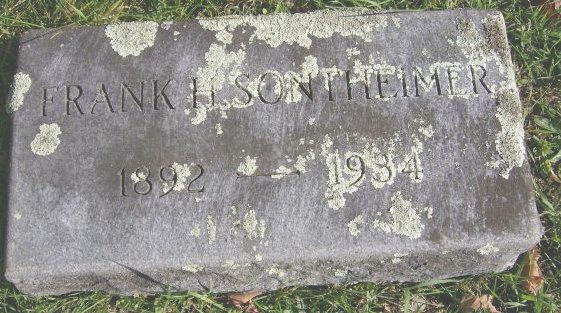 FRANK H. SONTHEIMER
1892 — 1934